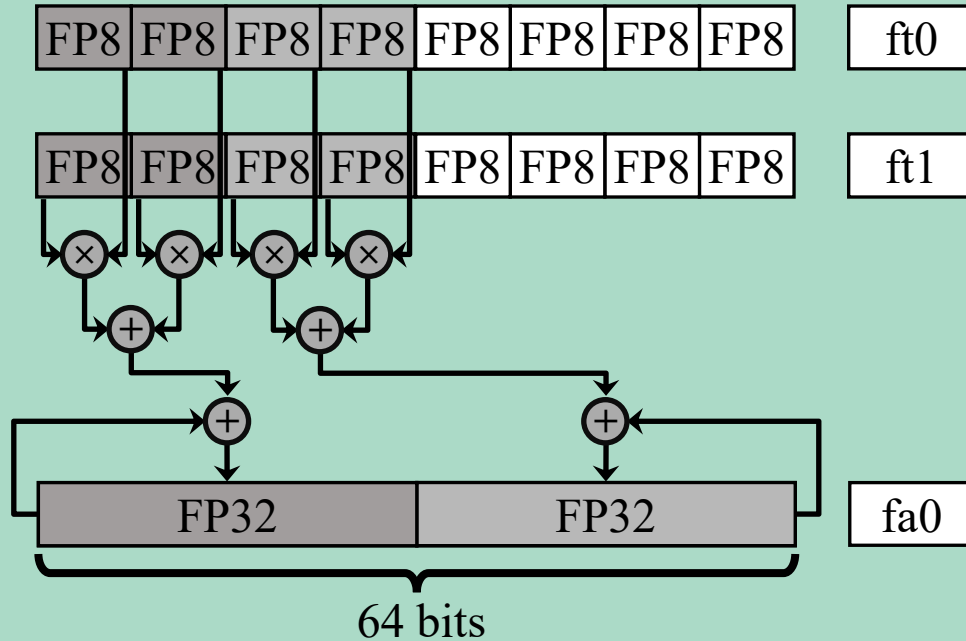 FP8 FP8 FP8 FP8 FP8 FP8 FP8 FP8 ft0
FP8 FP8 FP8 FP8 FP8 FP8 FP8 FP8 ft1
× × × ×
+ +
+ +
FP32 FP32 fa0
64 bits